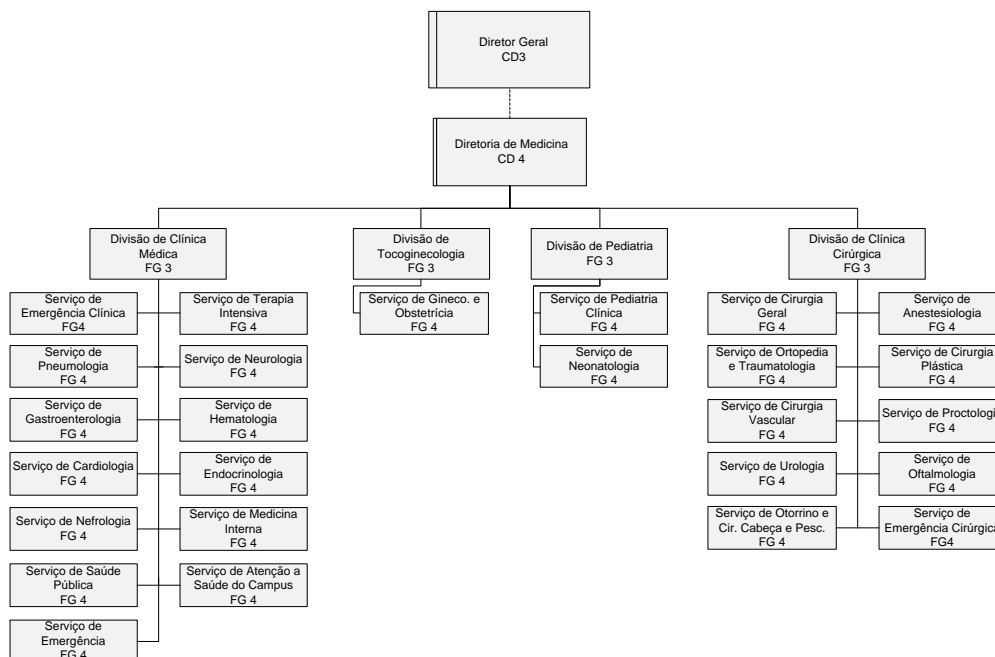 Diretor Geral
CD3
Diretoria de Medicina
CD 4
Divisão de Clínica
Médica
FG 3
Divisão de
Tocoginecologia
FG 3
Divisão de Pediatria
FG 3
Divisão de Clínica
Cirúrgica
FG 3
Serviço de
Emergência Clínica
FG4
Serviço de Terapia
Intensiva
FG 4
Serviço de
Pneumologia
FG 4
Serviço de Neurologia
FG 4
Serviço de
Gastroenterologia
FG 4
Serviço de
Hematologia
FG 4
Serviço de Cardiologia
FG 4
Serviço de
Endocrinologia
FG 4
Serviço de Nefrologia
FG 4
Serviço de Medicina
Interna
FG 4
Serviço de Saúde
Pública
FG 4
Serviço de Atenção a
Saúde do Campus
FG 4
Serviço de
Emergência
FG 4
Serviço de Gineco. e
Obstetrícia
FG 4
Serviço de Pediatria
Clínica
FG 4
Serviço de
Neonatologia
FG 4
Serviço de Cirurgia
Geral
FG 4
Serviço de
Anestesiologia
FG 4
Serviço de Ortopedia
e Traumatologia
FG 4
Serviço de Cirurgia
Plástica
FG 4
Serviço de Cirurgia
Vascular
FG 4
Serviço de Proctologia
FG 4
Serviço de Urologia
FG 4
Serviço de
Oftalmologia
FG 4
Serviço de Otorrino e
Cir. Cabeça e Pesc.
FG 4
Serviço de
Emergência Cirúrgica
FG4